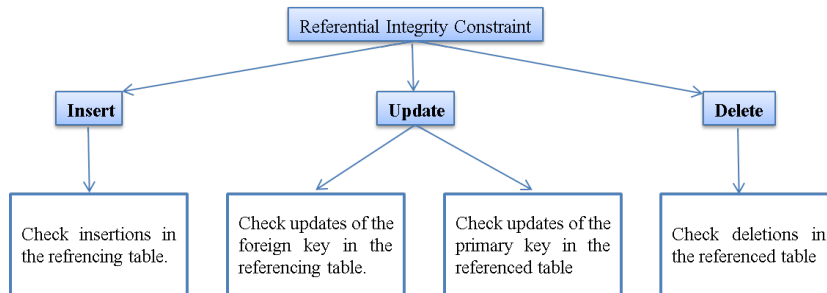 Referential Integrity Constraint
Insert
Update
Delete
Check insertions in
the refrencing table.
Check updates of the
foreign key in the
referencing table.
Check updates of the
primary key in the
referenced table
Check deletions in
the referenced table